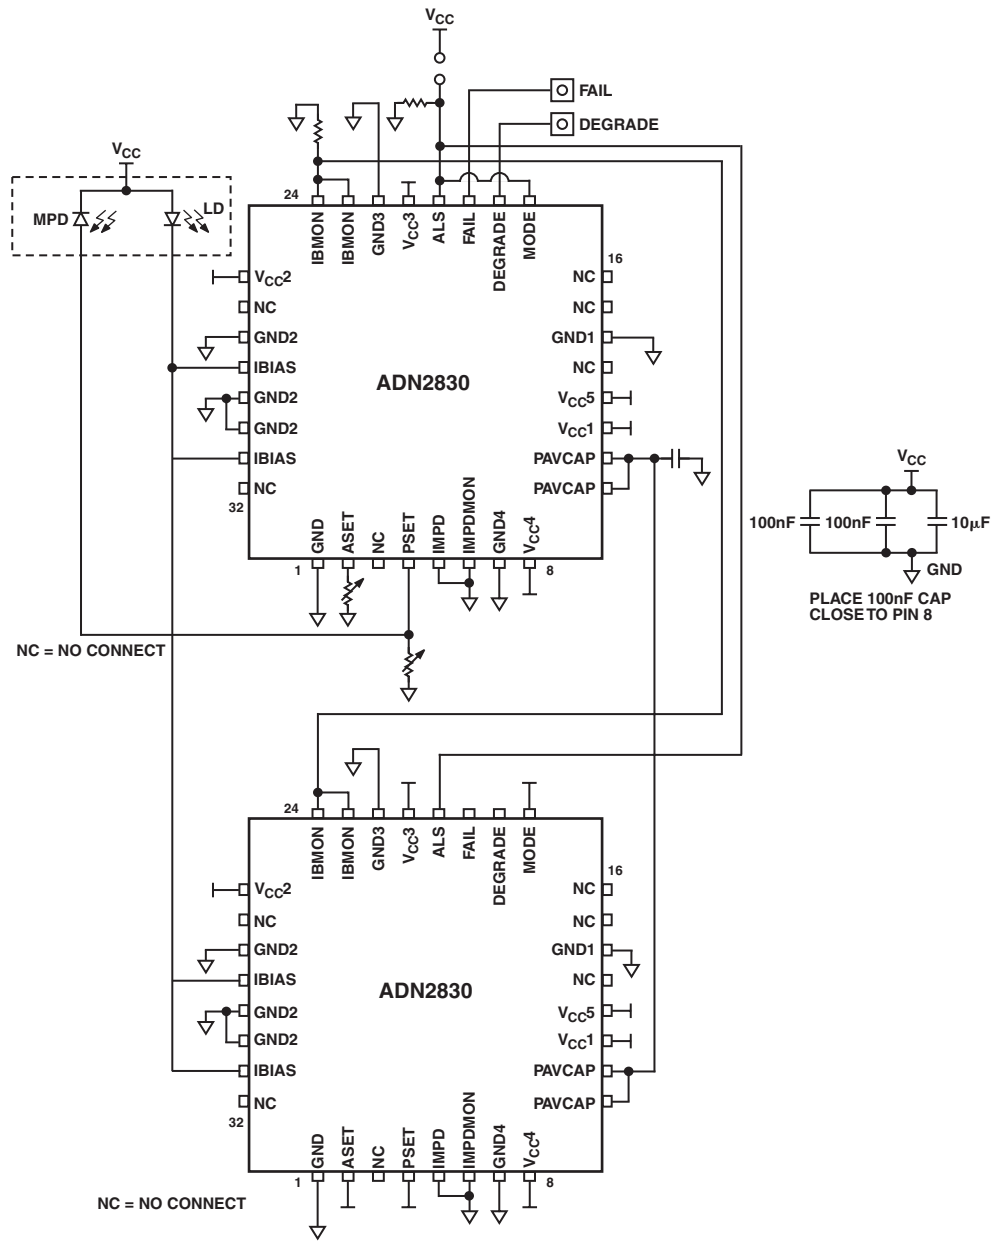 VCC
FAIL
DEGRADE
VCC
MPD
LD
24
IBMON
IBMON
GND3
VCC3
ALS
FAIL
DEGRADE
MODE
16
VCC2
NC
GND2
IBIAS
GND2
GND2
IBIAS
NC
32
ADN2830
NC
NC
GND1
NC
VCC5
VCC1
PAVCAP
PAVCAP
1
GND
ASET
NC
PSET
IMPD
IMPDMON
GND4
VCC4
8
NC = NO CONNECT
VCC
100nF
100nF
10µF
GND
PLACE 100nF CAP
CLOSE TO PIN 8
24
IBMON
IBMON
GND3
VCC3
ALS
FAIL
DEGRADE
MODE
16
VCC2
NC
GND2
IBIAS
GND2
GND2
IBIAS
NC
32
ADN2830
NC
NC
GND1
NC
VCC5
VCC1
PAVCAP
PAVCAP
1
GND
ASET
NC
PSET
IMPD
IMPDMON
GND4
VCC4
8
NC = NO CONNECT